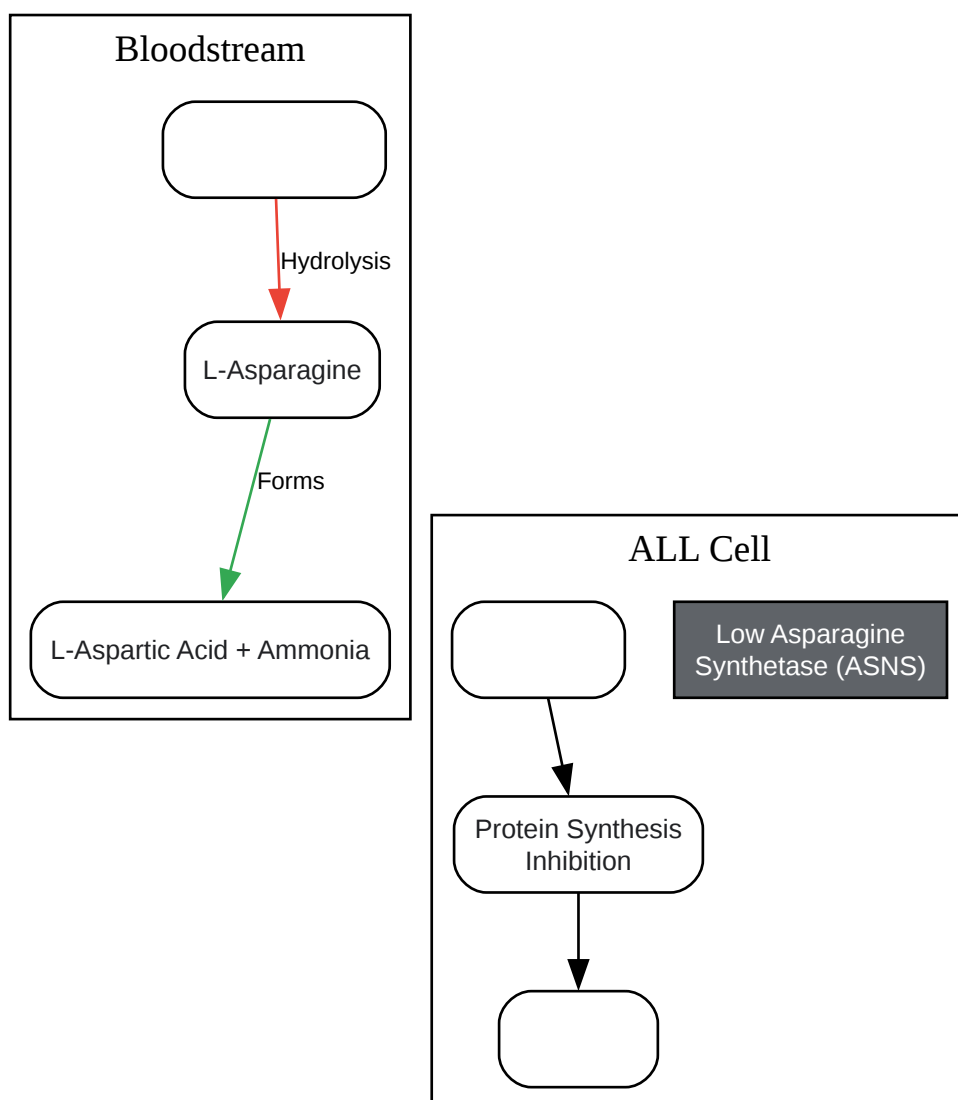 Bloodstream
Hydrolysis
L-Asparagine
Forms
L-Aspartic Acid + Ammonia
ALL Cell
Low Asparagine
Synthetase (ASNS)
Protein Synthesis
Inhibition